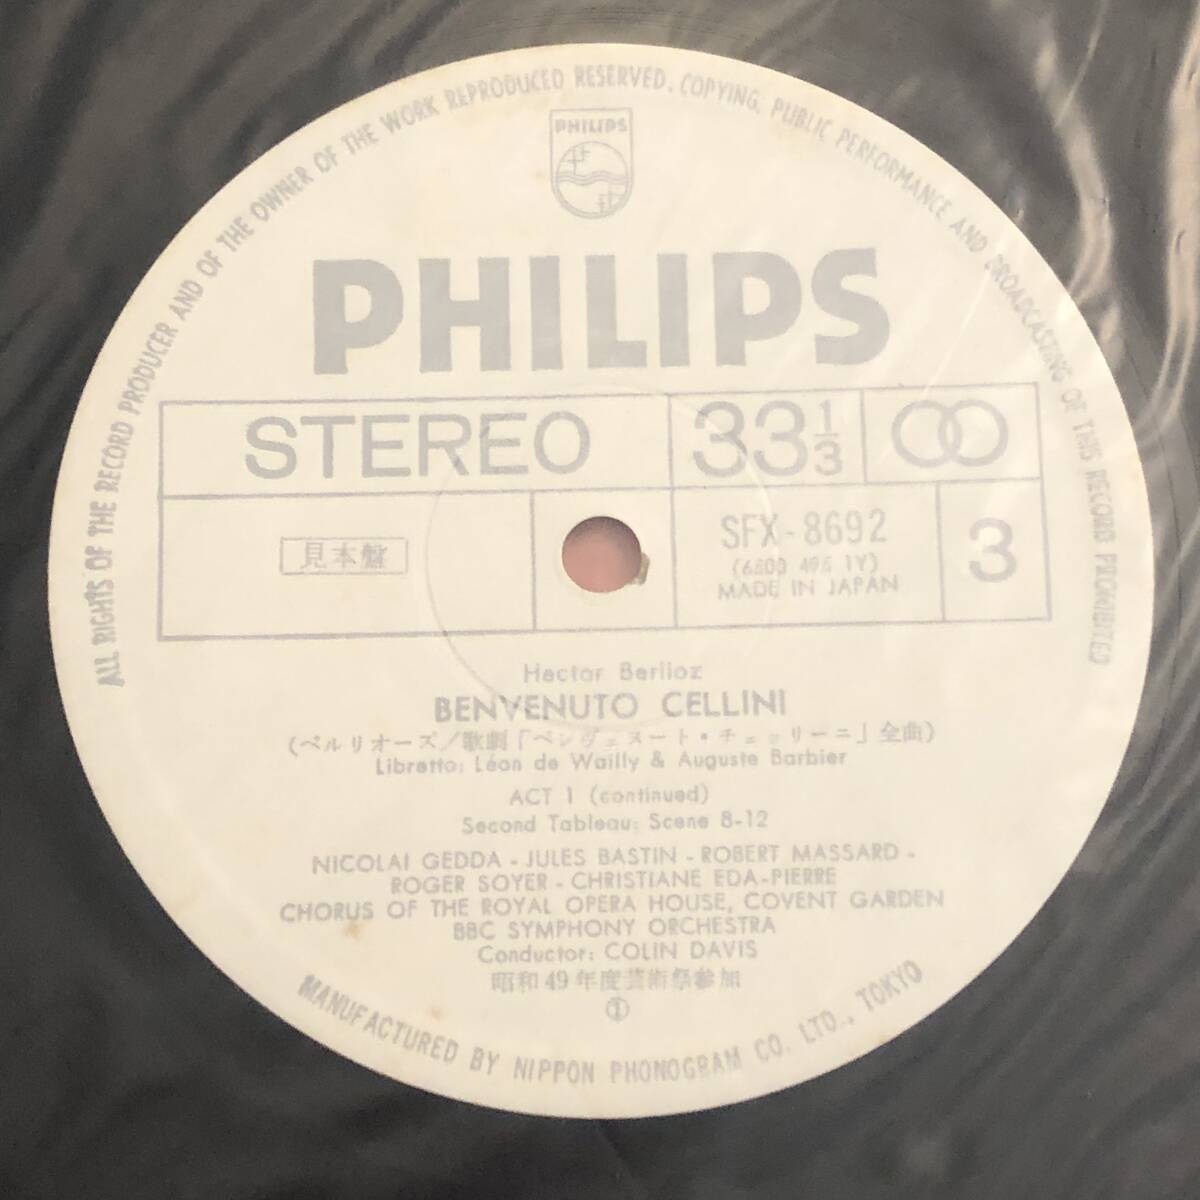 ALL RIGHTS OF THE RECORD PRODUCER AND OF THE OWNER OF THE WORK REPRODUCED RESERVED. COPYING, PUBLIC PERFORMANCE AND BROADCASTING OF THIS RECORD PROHIBITED
PHILIPS
PHILIPS
STEREO
33 1/3
見本盤
SFX-8692
(6500 495 1Y)
MADE IN JAPAN
3
Hector Berlioz
BENVENUTO CELLINI
(ベルリオーズ/歌劇「ベンヴェヌート・チェッリーニ」全曲)
Libretto: Léon de Wailly & Auguste Barbier
ACT 1 (continued)
Second Tableau: Scene 8-12
NICOLAI GEDDA - JULES BASTIN - ROBERT MASSARD -
ROGER SOYER - CHRISTIANE EDA-PIERRE
CHORUS OF THE ROYAL OPERA HOUSE, COVENT GARDEN
BBC SYMPHONY ORCHESTRA
Conductor: COLIN DAVIS
昭和49年度芸術祭参加
MANUFACTURED BY NIPPON PHONOGRAM CO. LTD., TOKYO